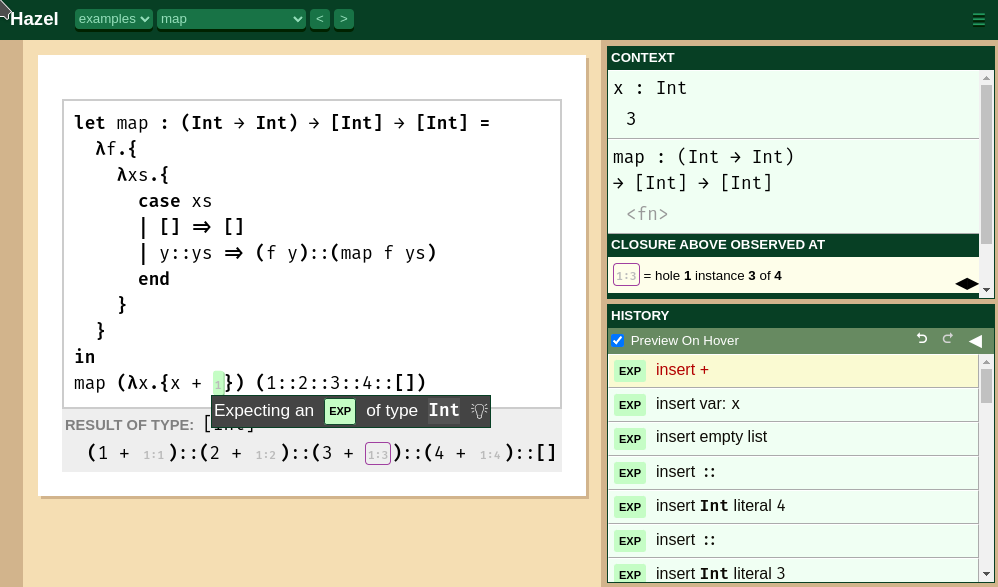 Hazel examples map < > ☰
let map : (Int → Int) → [Int] → [Int] =
λf.{
λxs.{
case xs
| [] ⇒ []
| y::ys ⇒ (f y)::(map f ys)
end
}
}
in
map (λx.{x + 1}) (1::2::3::4::[])
Expecting an EXP of type Int
RESULT OF TYPE: [Int]
(1 + 1:1)::(2 + 1:2)::(3 + 1:3)::(4 + 1:4)::[]
CONTEXT
x : Int
3
map : (Int → Int)
→ [Int] → [Int]
<fn>
CLOSURE ABOVE OBSERVED AT
1:3 = hole 1 instance 3 of 4
HISTORY
Preview On Hover
EXP insert +
EXP insert var: x
EXP insert empty list
EXP insert ::
EXP insert Int literal 4
EXP insert ::
EXP insert Int literal 3